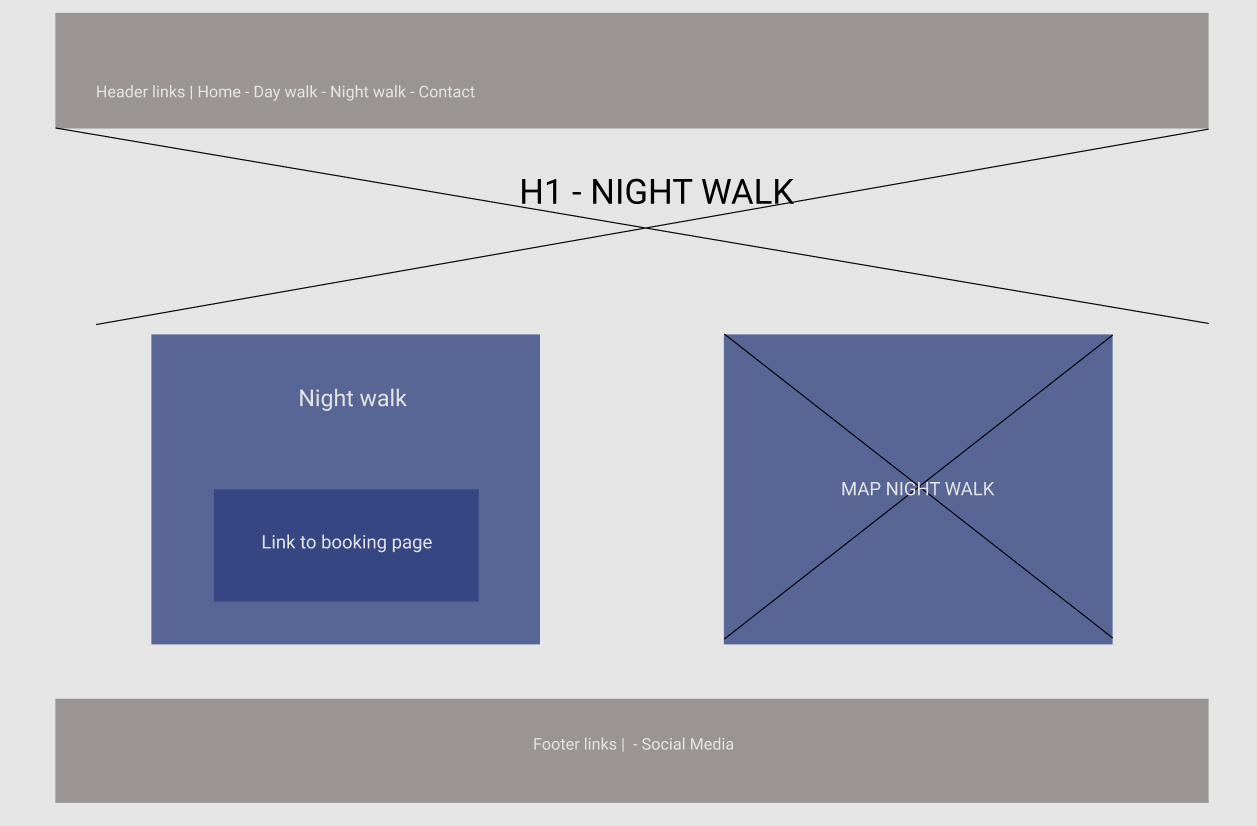 Header links | Home - Day walk - Night walk - Contact
H1 - NIGHT WALK
Night walk
Link to booking page
MAP NIGHT WALK
Footer links |  - Social Media